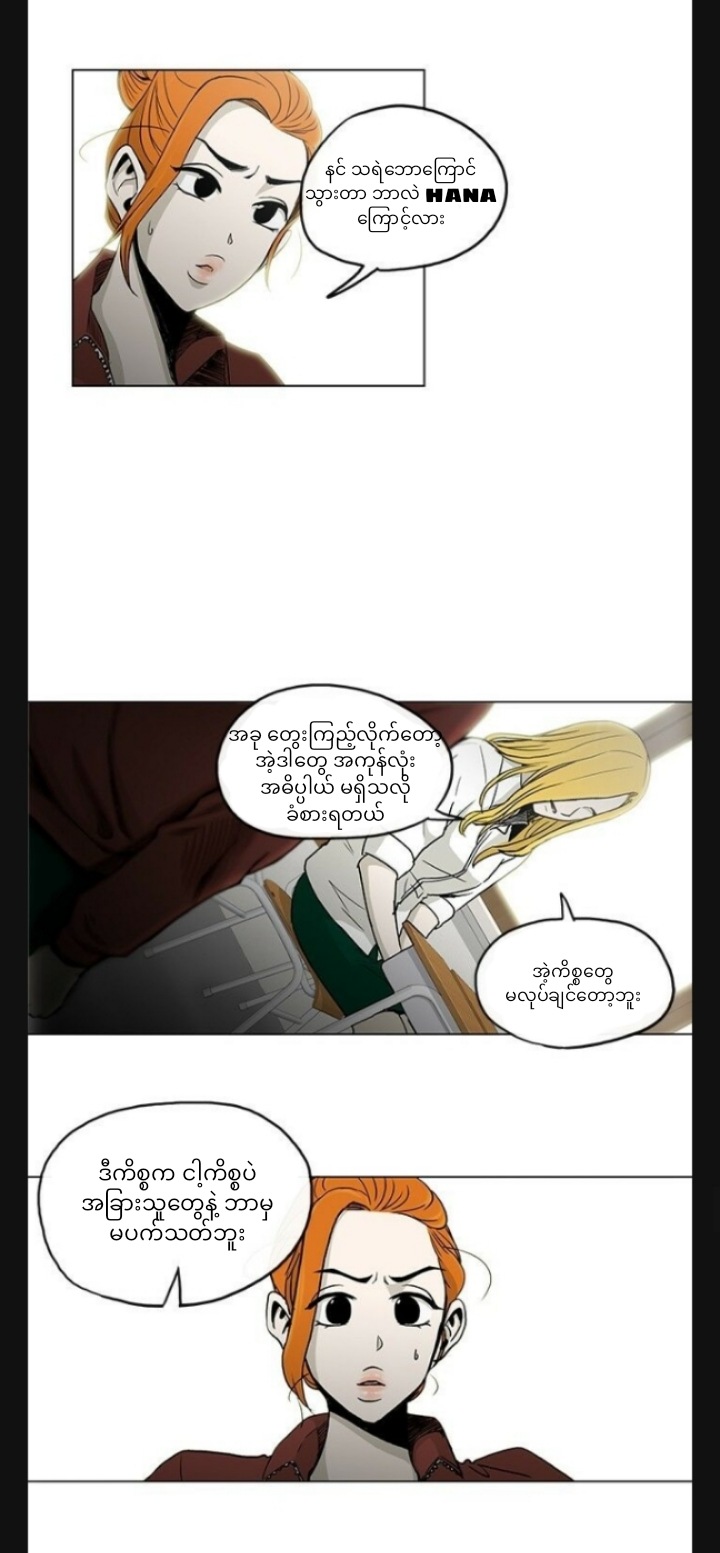 နင် သရဲဘောကြောင်
သွားတာ ဘာလဲ HANA
ကြောင့်လား
အခု တွေးကြည့်လိုက်တော့
အဲ့ဒါတွေ အကုန်လုံး
အဓိပ္ပါယ် မရှိသလို
ခံစားရတယ်
အဲ့ကိစ္စတွေ
မလုပ်ချင်တော့ဘူး
ဒီကိစ္စက ငါ့ကိစ္စပဲ
အခြားသူတွေနဲ့ ဘာမှ
မပက်သတ်ဘူး